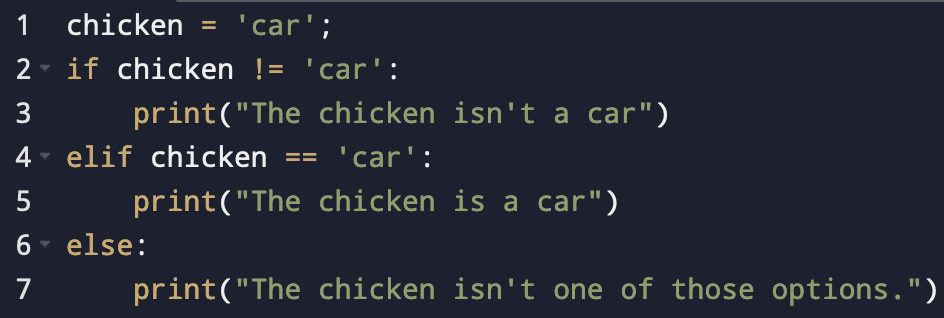 1 chicken = 'car';
2 if chicken != 'car':
3     print("The chicken isn't a car")
4 elif chicken == 'car':
5     print("The chicken is a car")
6 else:
7     print("The chicken isn't one of those options.")